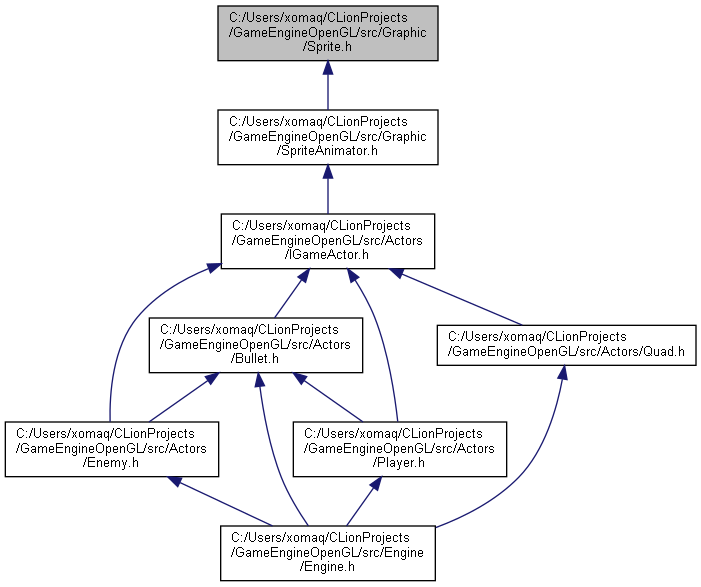 C:/Users/xomaq/CLionProjects
/GameEngineOpenGL/src/Graphic
/Sprite.h
C:/Users/xomaq/CLionProjects
/GameEngineOpenGL/src/Graphic
/SpriteAnimator.h
C:/Users/xomaq/CLionProjects
/GameEngineOpenGL/src/Actors
/IGameActor.h
C:/Users/xomaq/CLionProjects
/GameEngineOpenGL/src/Actors
/Bullet.h
C:/Users/xomaq/CLionProjects
/GameEngineOpenGL/src/Actors/Quad.h
C:/Users/xomaq/CLionProjects
/GameEngineOpenGL/src/Actors
/Enemy.h
C:/Users/xomaq/CLionProjects
/GameEngineOpenGL/src/Actors
/Player.h
C:/Users/xomaq/CLionProjects
/GameEngineOpenGL/src/Engine
/Engine.h